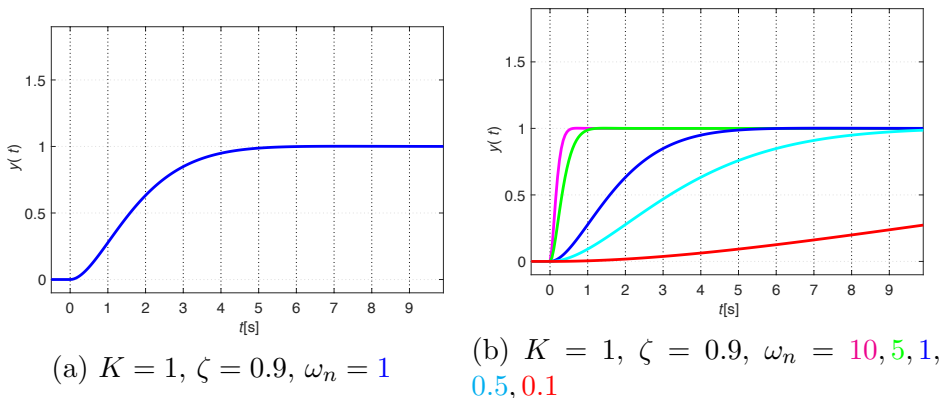 1.5
1
0.5
0
y(t)
0 1 2 3 4 5 6 7 8 9
t[s]
(a) K = 1, ζ = 0.9, ωn = 1
1.5
1
0.5
0
y(t)
0 1 2 3 4 5 6 7 8 9
t[s]
(b) K = 1, ζ = 0.9, ωn = 10, 5, 1,
0.5, 0.1